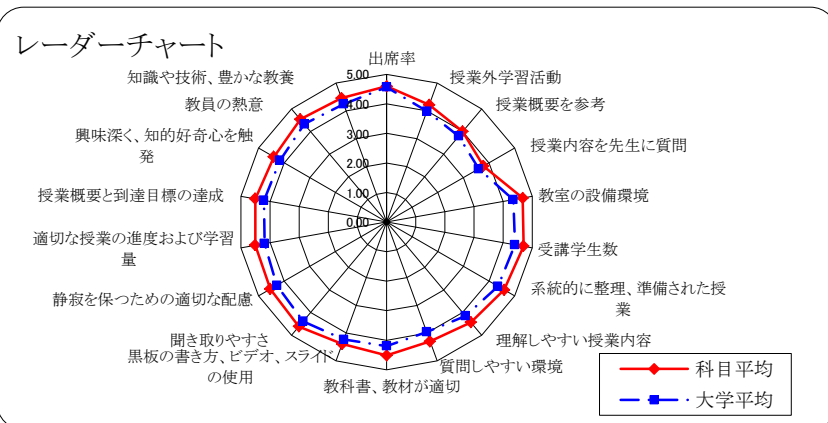 レーダーチャート
出席率
授業外学習活動
授業概要を参考
授業内容を先生に質問
教室の設備環境
受講学生数
系統的に整理、準備された授
業
理解しやすい授業内容
質問しやすい環境
教科書、教材が適切
黒板の書き方、ビデオ、スライド
の使用
聞き取りやすさ
静寂を保つための適切な配慮
適切な授業の進度および学習
量
授業概要と到達目標の達成
興味深く、知的好奇心を触
発
教員の熱意
知識や技術、豊かな教養
5.00
4.00
3.00
2.00
1.00
0.00
科目平均
大学平均